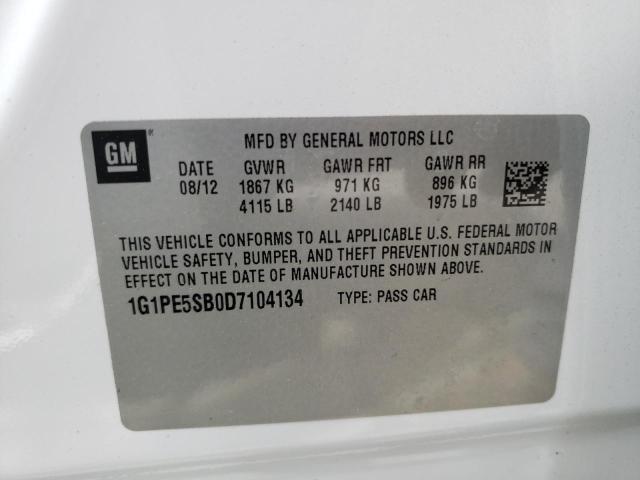 GM ®
MFD BY GENERAL MOTORS LLC
DATE GVWR GAWR FRT GAWR RR
08/12 1867 KG 971 KG 896 KG
4115 LB 2140 LB 1975 LB
THIS VEHICLE CONFORMS TO ALL APPLICABLE U.S. FEDERAL MOTOR
VEHICLE SAFETY, BUMPER, AND THEFT PREVENTION STANDARDS IN
EFFECT ON THE DATE OF MANUFACTURE SHOWN ABOVE.
1G1PE5SB0D7104134 TYPE: PASS CAR